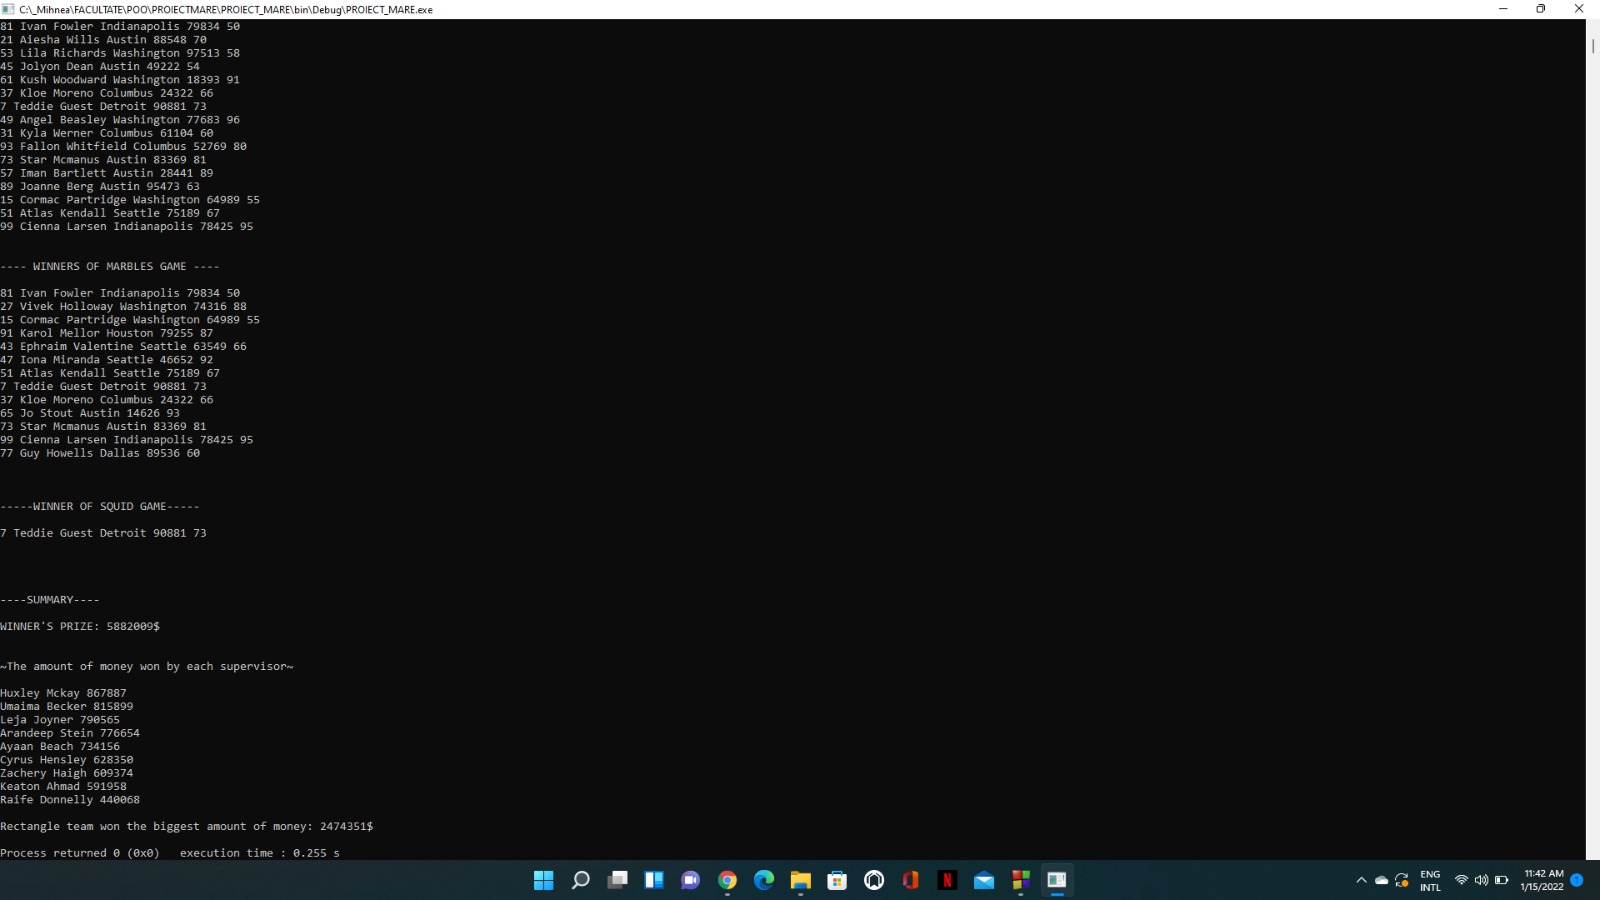 C:\_Mihnea\FACULTATE\POO\PROIECTMARE\PROIECT_MARE\bin\Debug\PROIECT_MARE.exe
81 Ivan Fowler Indianapolis 79834 50
21 Aiesha Wills Austin 88548 70
53 Lila Richards Washington 97513 58
45 Jolyon Dean Austin 49222 54
61 Kush Woodward Washington 18393 91
37 Kloe Moreno Columbus 24322 66
7 Teddie Guest Detroit 90881 73
49 Angel Beasley Washington 77683 96
31 Kyla Werner Columbus 61104 60
93 Fallon Whitfield Columbus 52769 80
73 Star Mcmanus Austin 83369 81
57 Iman Bartlett Austin 28441 89
89 Joanne Berg Austin 95473 63
15 Cormac Partridge Washington 64989 55
51 Atlas Kendall Seattle 75189 67
99 Cienna Larsen Indianapolis 78425 95
---- WINNERS OF MARBLES GAME ----
81 Ivan Fowler Indianapolis 79834 50
27 Vivek Holloway Washington 74316 88
15 Cormac Partridge Washington 64989 55
91 Karol Mellor Houston 79255 87
43 Ephraim Valentine Seattle 63549 66
47 Iona Miranda Seattle 46652 92
51 Atlas Kendall Seattle 75189 67
7 Teddie Guest Detroit 90881 73
37 Kloe Moreno Columbus 24322 66
65 Jo Stout Austin 14626 93
73 Star Mcmanus Austin 83369 81
99 Cienna Larsen Indianapolis 78425 95
77 Guy Howells Dallas 89536 60
-----WINNER OF SQUID GAME-----
7 Teddie Guest Detroit 90881 73
----SUMMARY----
WINNER'S PRIZE: 5882009$
~The amount of money won by each supervisor~
Huxley Mckay 867887
Umaima Becker 815899
Leja Joyner 790565
Arandeep Stein 776654
Ayaan Beach 734156
Cyrus Hensley 628350
Zachery Haigh 609374
Keaton Ahmad 591958
Raife Donnelly 440068
Rectangle team won the biggest amount of money: 2474351$
Process returned 0 (0x0)   execution time : 0.255 s
N
ENG
INTL
11:42 AM
1/15/2022
1